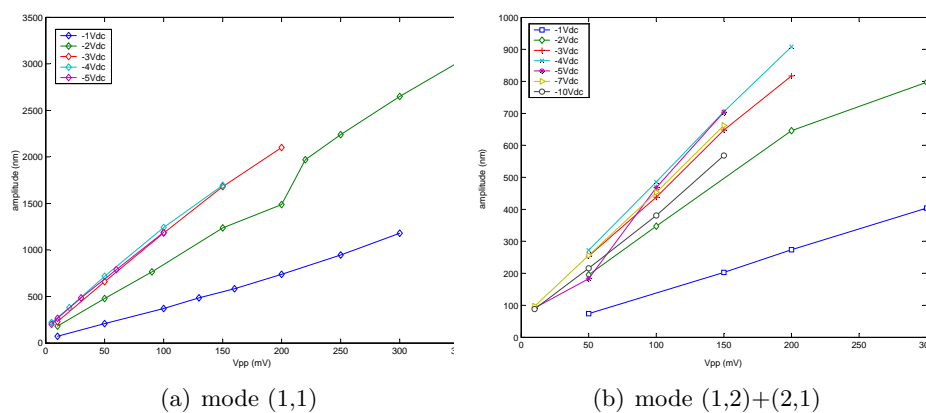 3500
3000
2500
2000
1500
1000
500
0
amplitude (nm)
-1Vdc
-2Vdc
-3Vdc
-4Vdc
-5Vdc
0 50 100 150 200 250 300
Vpp (mV)
(a) mode (1,1)
1000
900
800
700
600
500
400
300
200
100
0
amplitude (nm)
-1Vdc
-2Vdc
-3Vdc
-4Vdc
-5Vdc
-7Vdc
-10Vdc
50 100 150 200
Vpp (mV)
(b) mode (1,2)+(2,1)